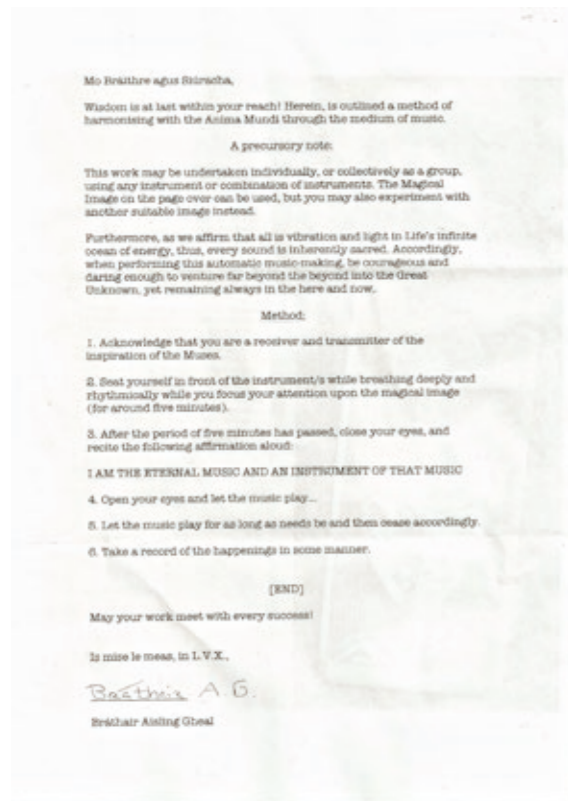 Mo Bráithre agus Skiracha,
Wisdom is at last within your reach! Herein, is outlined a method of
harmonising with the Anima Mundi through the medium of music.
A precursory note:
This work may be undertaken individually, or collectively as a group,
using any instrument or combination of instruments. The Magical
Image on the page over can be used, but you may also experiment with
another suitable image instead.
Furthermore, as we affirm that all is vibration and light in Life's infinite
ocean of energy, thus, every sound is inherently sacred. Accordingly,
when performing this automatic music-making, be courageous and
daring enough to venture far beyond the beyond into the Great
Unknown, yet remaining always in the here and now.
Method:
1. Acknowledge that you are a receiver and transmitter of the
inspiration of the Muses.
2. Seat yourself in front of the instrument/s while breathing deeply and
rhythmically while you focus your attention upon the magical image
(for around five minutes).
3. After the period of five minutes has passed, close your eyes, and
recite the following affirmation aloud:
I AM THE ETERNAL MUSIC AND AN INSTRUMENT OF THAT MUSIC
4. Open your eyes and let the music play...
5. Let the music play for as long as needs be and then cease accordingly.
6. Take a record of the happenings in some manner.
[END]
May your work meet with every success!
Is mise le meas, in L.V.X.,
Bráthair A. G.
Bráthair Aisling Gheal